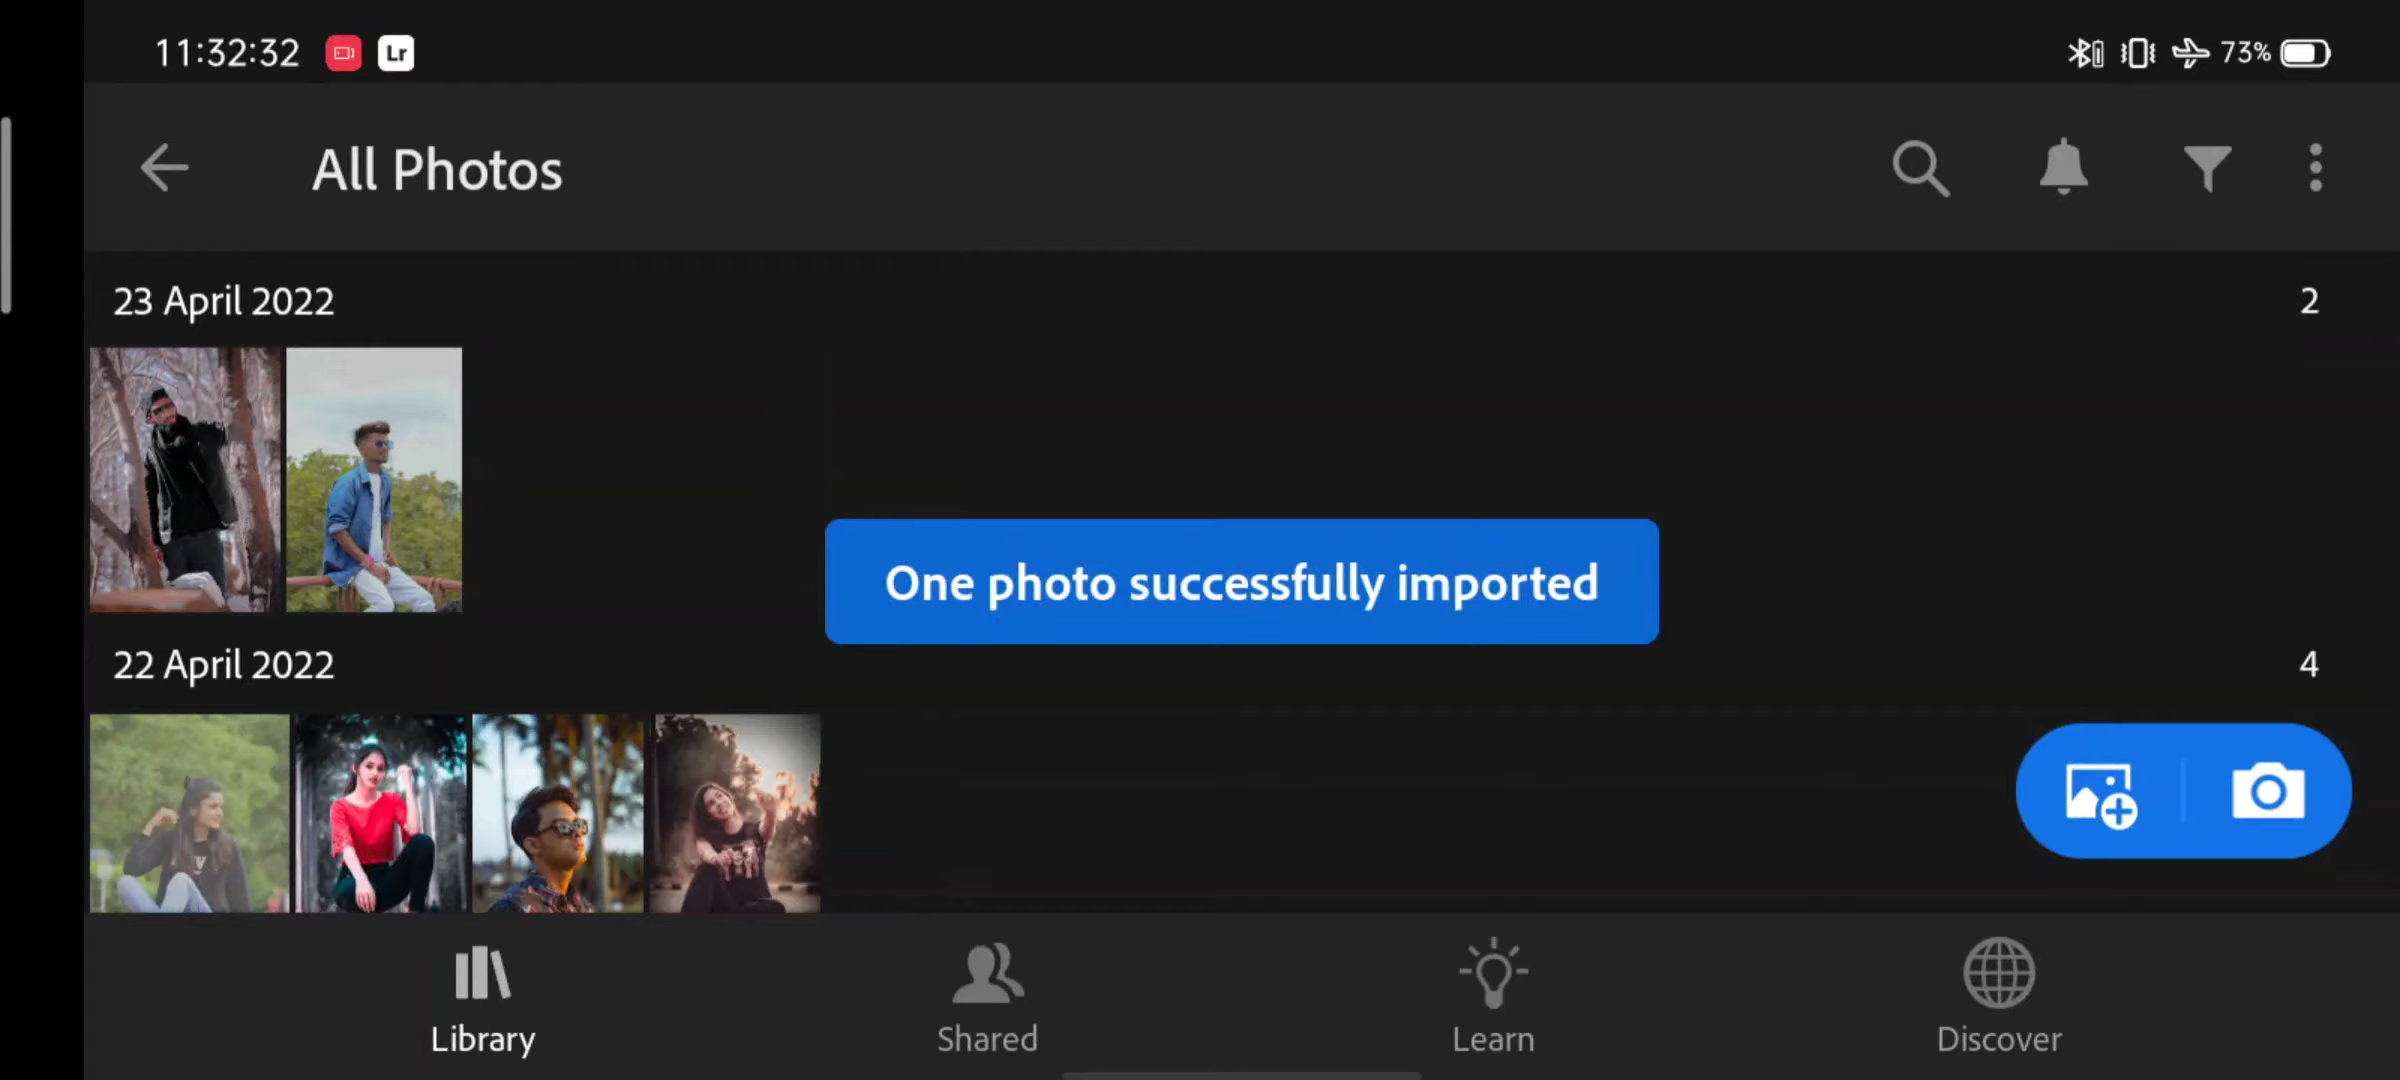 11:32:32 Lr 73%
All Photos
23 April 2022 2
One photo successfully imported
22 April 2022 4
Library Shared Learn Discover